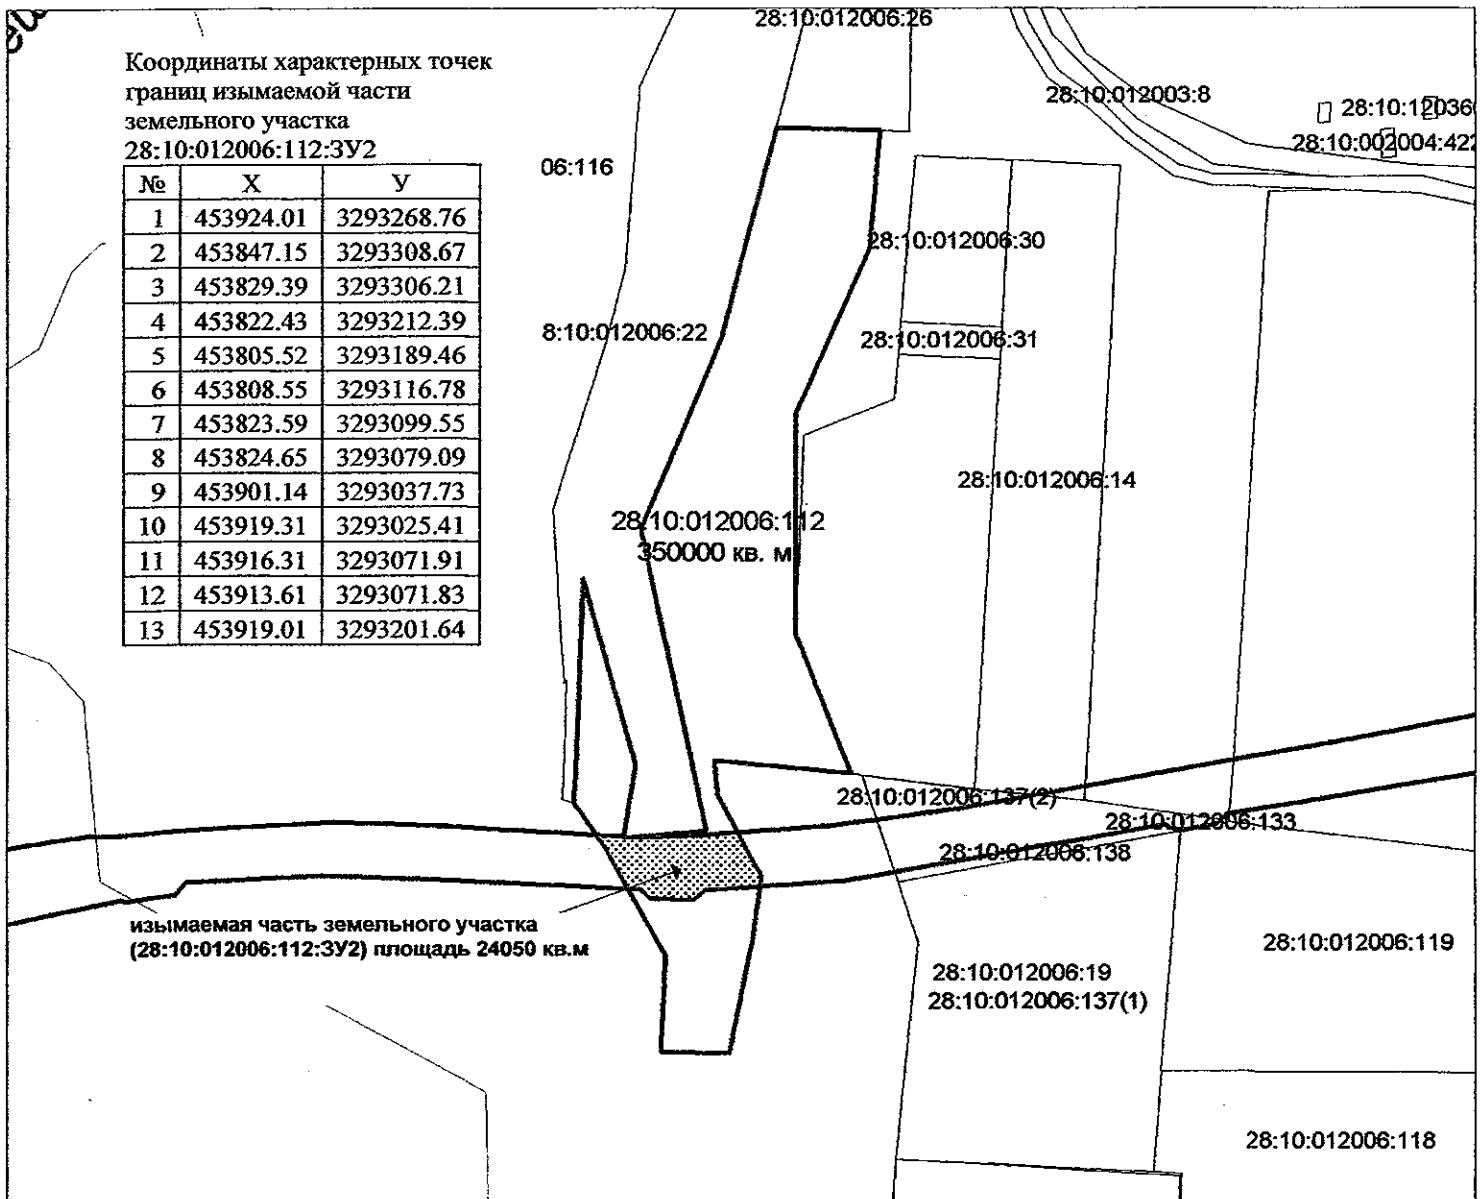 Координаты характерных точек
границ изымаемой части
земельного участка
28:10:012006:112:ЗУ2
№ X У
1 453924.01 3293268.76
2 453847.15 3293308.67
3 453829.39 3293306.21
4 453822.43 3293212.39
5 453805.52 3293189.46
6 453808.55 3293116.78
7 453823.59 3293099.55
8 453824.65 3293079.09
9 453901.14 3293037.73
10 453919.31 3293025.41
11 453916.31 3293071.91
12 453913.61 3293071.83
13 453919.01 3293201.64
28:10:012006:26
28:10:012003:8
28:10:12036
28:10:002004:422
06:116
28:10:012006:30
8:10:012006:22
28:10:012006:31
28:10:012006:14
28:10:012006:112
350000 кв. м
28:10:012006:137(2)
28:10:012006:133
28:10:012006:138
изымаемая часть земельного участка
(28:10:012006:112:ЗУ2) площадь 24050 кв.м
28:10:012006:119
28:10:012006:19
28:10:012006:137(1)
28:10:012006:118